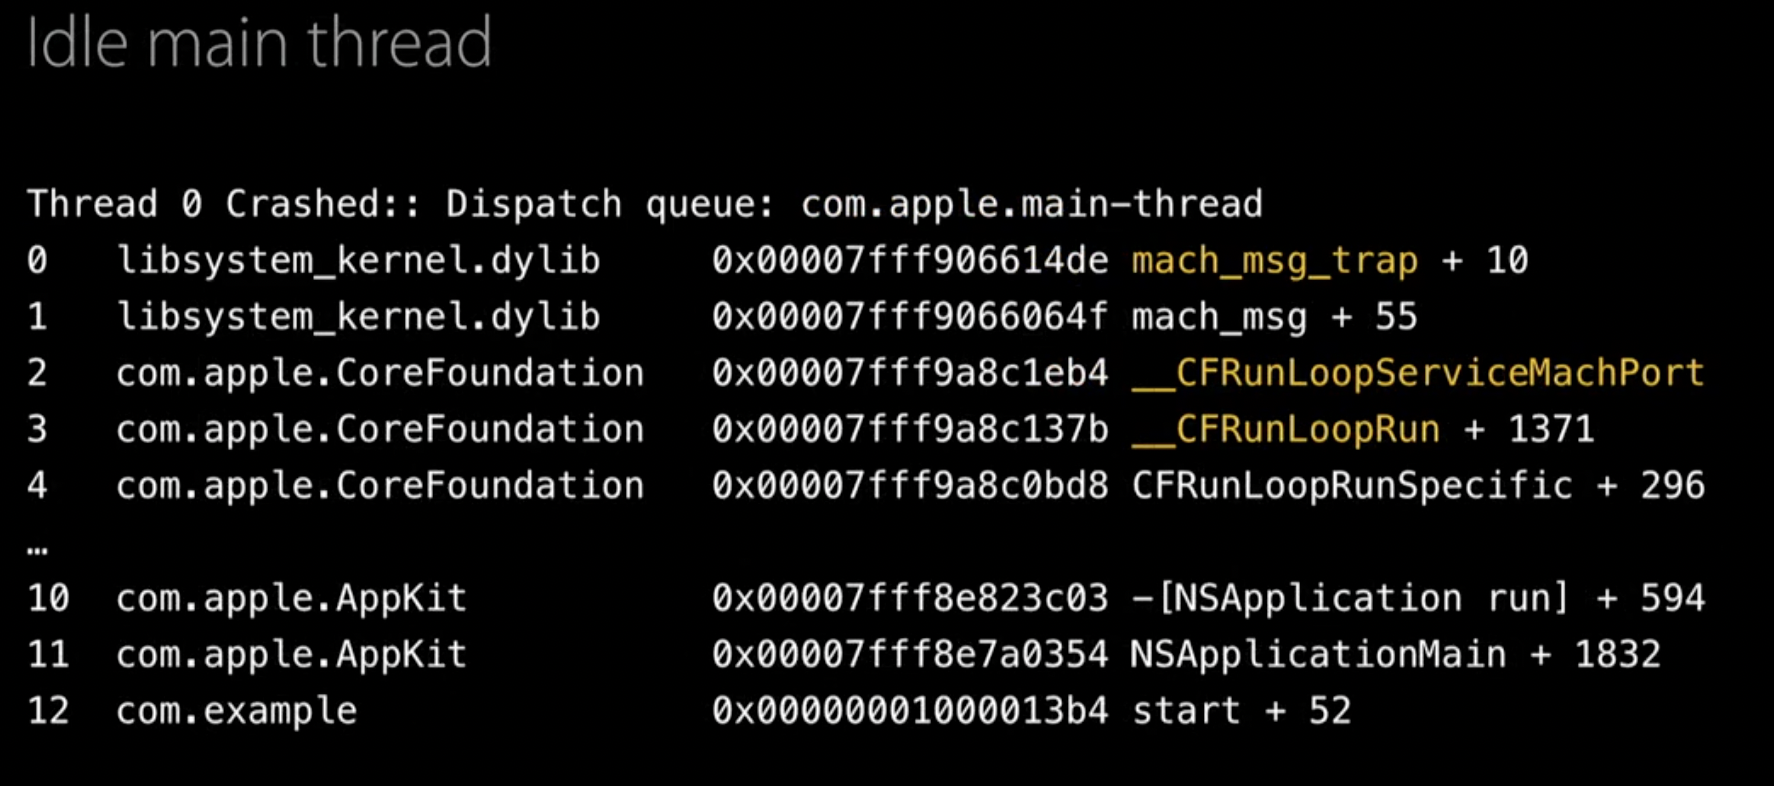 Idle main thread
Thread 0 Crashed:: Dispatch queue: com.apple.main-thread
0 libsystem_kernel.dylib 0x00007fff906614de mach_msg_trap + 10
1 libsystem_kernel.dylib 0x00007fff9066064f mach_msg + 55
2 com.apple.CoreFoundation 0x00007fff9a8c1eb4 __CFRunLoopServiceMachPort
3 com.apple.CoreFoundation 0x00007fff9a8c137b __CFRunLoopRun + 1371
4 com.apple.CoreFoundation 0x00007fff9a8c0bd8 CFRunLoopRunSpecific + 296
…
10 com.apple.AppKit 0x00007fff8e823c03 -[NSApplication run] + 594
11 com.apple.AppKit 0x00007fff8e7a0354 NSApplicationMain + 1832
12 com.example 0x00000001000013b4 start + 52